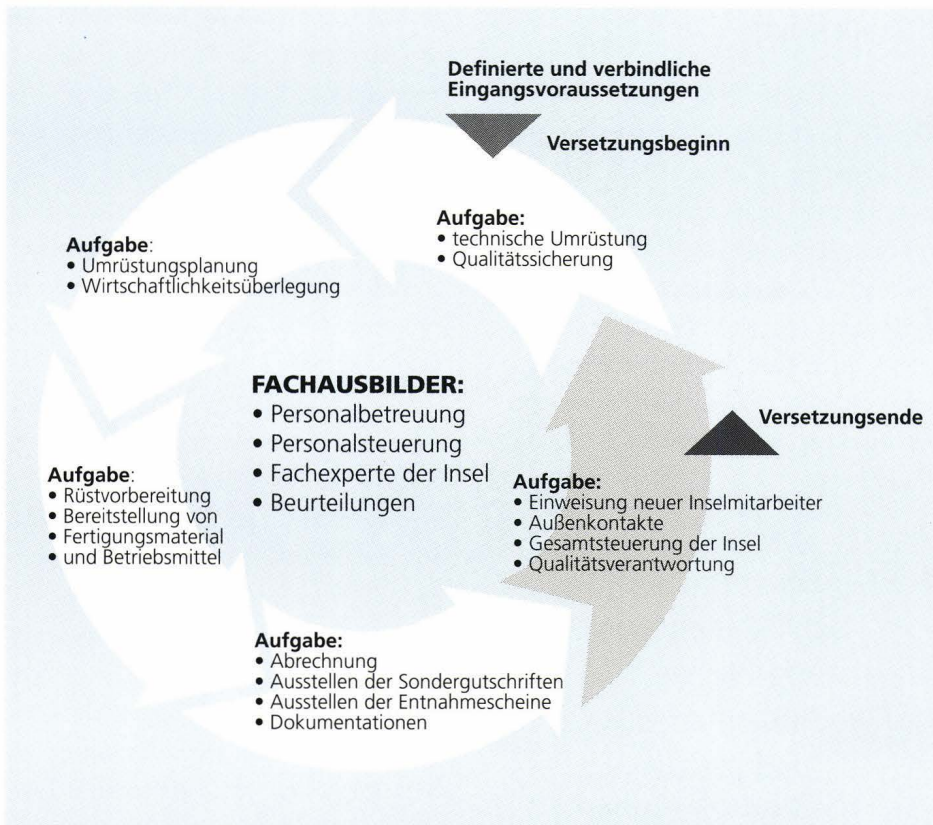 Definierte und verbindliche
Eingangsvoraussetzungen
Versetzungsbeginn
Aufgabe:
• technische Umrüstung
• Qualitätssicherung
Aufgabe:
• Umrüstungsplanung
• Wirtschaftlichkeitsüberlegung
FACHAUSBILDER:
• Personalbetreuung
• Personalsteuerung
• Fachexperte der Insel
• Beurteilungen
Versetzungsende
Aufgabe:
• Rüstvorbereitung
• Bereitstellung von
• Fertigungsmaterial
• und Betriebsmittel
Aufgabe:
• Einweisung neuer Inselmitarbeiter
• Außenkontakte
• Gesamtsteuerung der Insel
• Qualitätsverantwortung
Aufgabe:
• Abrechnung
• Ausstellen der Sondergutschriften
• Ausstellen der Entnahmescheine
• Dokumentationen